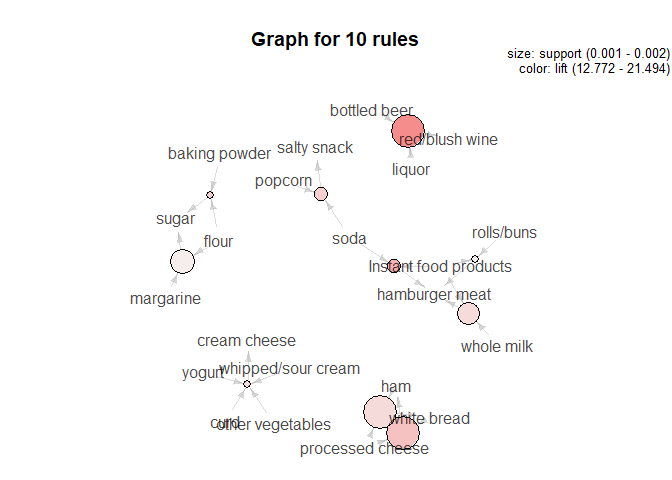 Graph for 10 rules
size: support (0.001 - 0.002)
color: lift (12.772 - 21.494)
bottled beer
red/blush wine
liquor
baking powder
salty snack
popcorn
sugar
flour
soda
rolls/buns
Instant food products
hamburger meat
margarine
whole milk
cream cheese
yogurt
whipped/sour cream
curd
other vegetables
ham
white bread
processed cheese